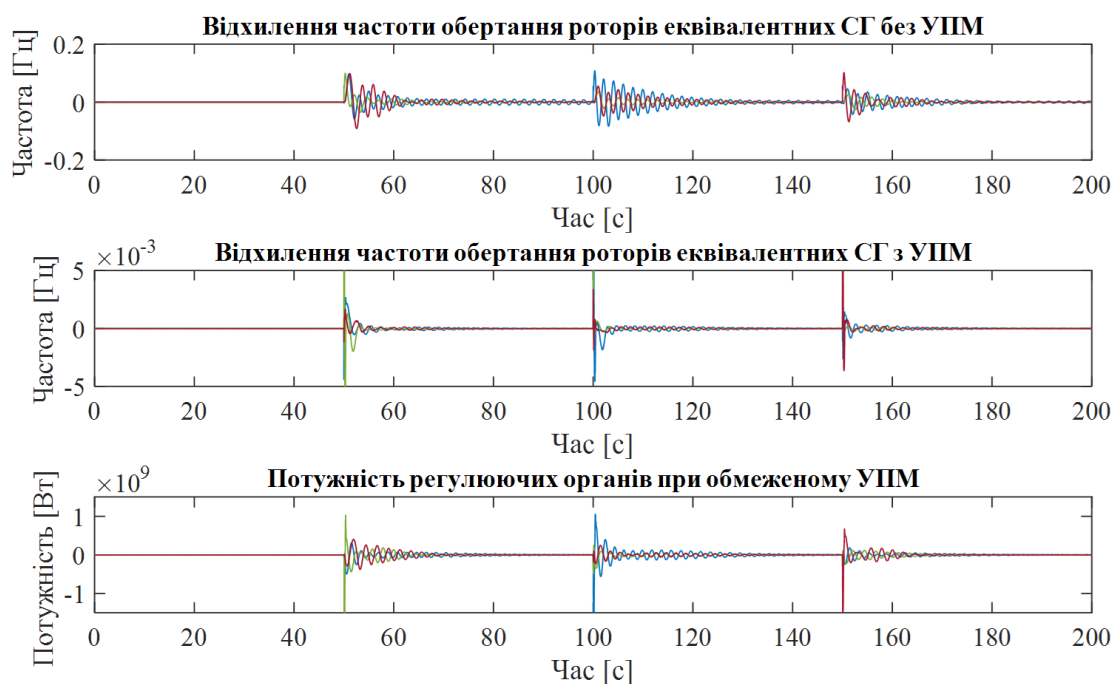 Відхилення частоти обертання роторів еквівалентних СГ без УПМ
Частота [Гц]
0.2
0
-0.2
0 20 40 60 80 100 120 140 160 180 200
Час [с]
Відхилення частоти обертання роторів еквівалентних СГ з УПМ
×10⁻³
Частота [Гц]
5
0
-5
0 20 40 60 80 100 120 140 160 180 200
Час [с]
Потужність регулюючих органів при обмеженому УПМ
×10⁹
Потужність [Вт]
1
0
-1
0 20 40 60 80 100 120 140 160 180 200
Час [с]